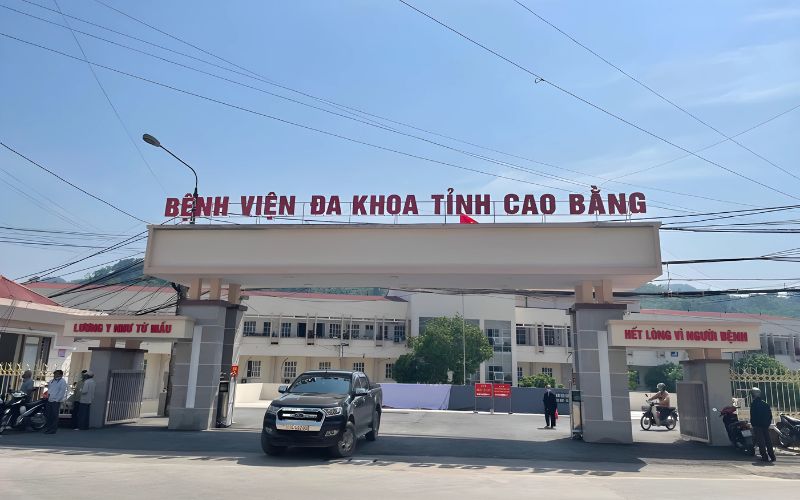 BỆNH VIỆN ĐA KHOA TỈNH CAO BẰNG
LƯƠNG Y NHƯ TỪ MẪU
HẾT LÒNG VÌ NGƯỜI BỆNH